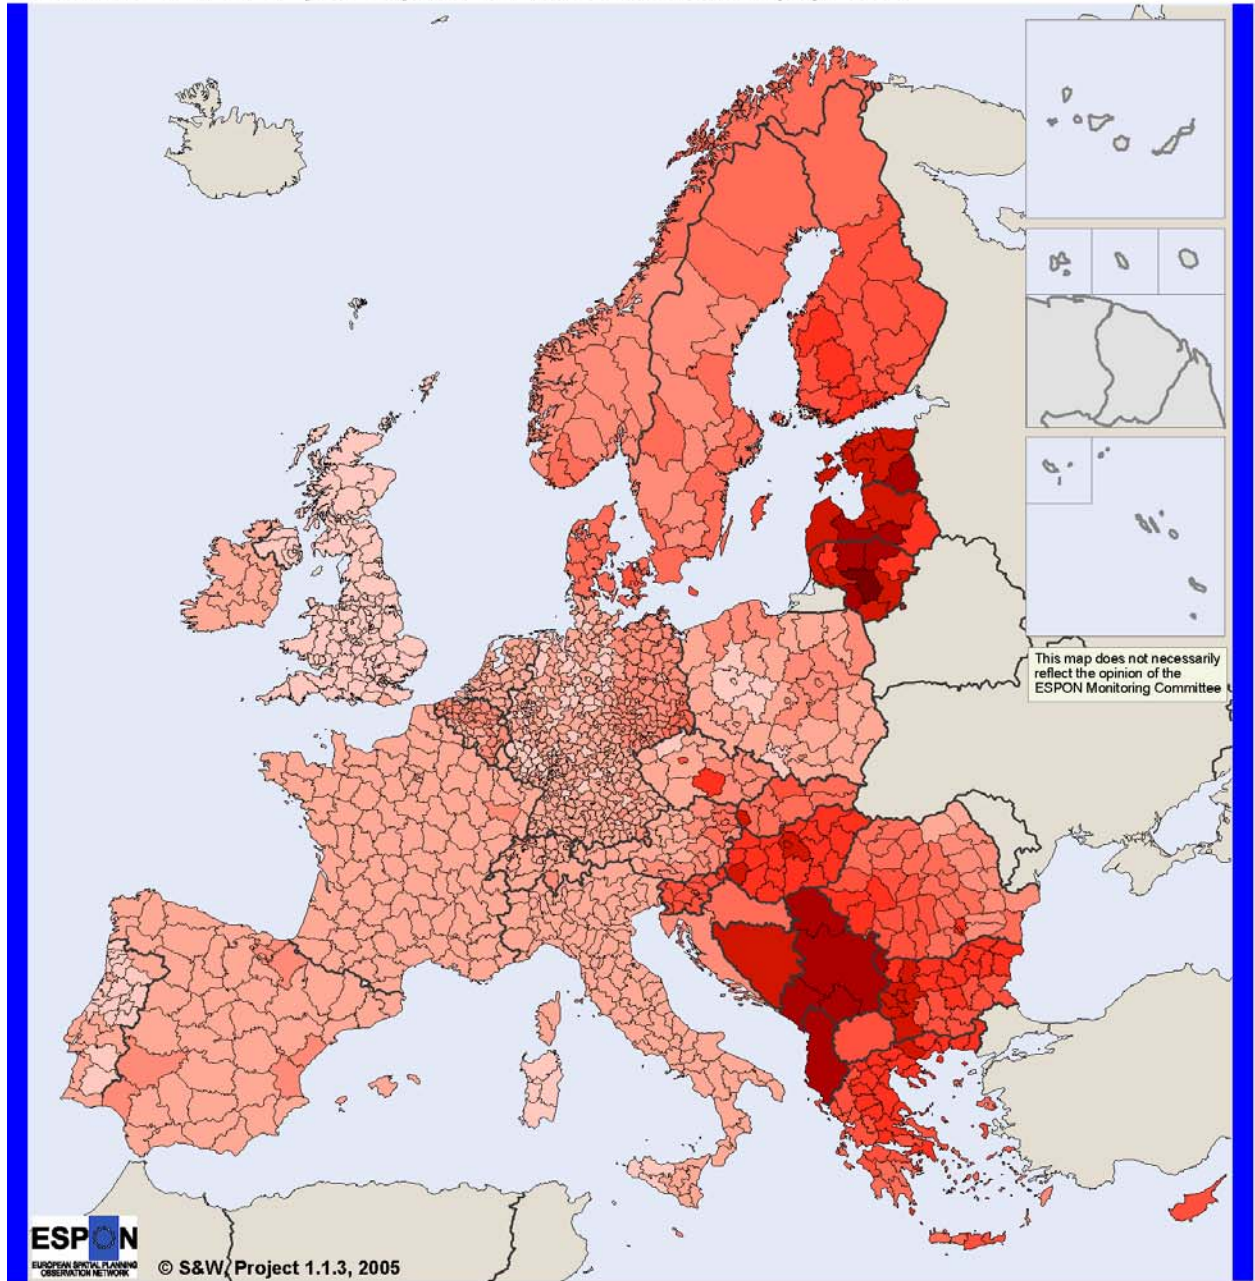 This map does not necessarily
reflect the opinion of the
ESPON Monitoring Committee
ESPON
EUROPEAN SPATIAL PLANNING
OBSERVATION NETWORK
© S&W, Project 1.1.3, 2005